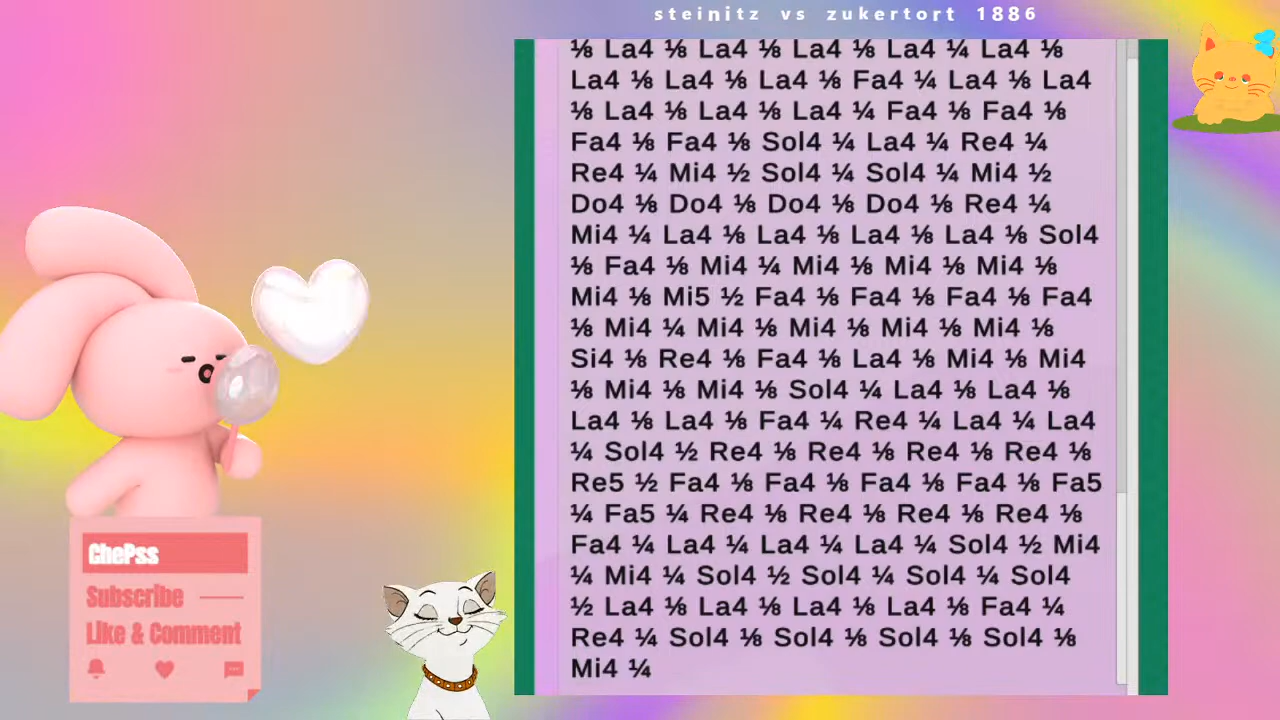 steinitz vs zukertort 1886
⅛ La4 ⅛ La4 ⅛ La4 ⅛ La4 ¼ La4 ⅛
La4 ⅛ La4 ⅛ La4 ⅛ Fa4 ¼ La4 ⅛ La4
⅛ La4 ⅛ La4 ⅛ La4 ¼ Fa4 ⅛ Fa4 ⅛
Fa4 ⅛ Fa4 ⅛ Sol4 ¼ La4 ¼ Re4 ¼
Re4 ¼ Mi4 ½ Sol4 ¼ Sol4 ¼ Mi4 ½
Do4 ⅛ Do4 ⅛ Do4 ⅛ Do4 ⅛ Re4 ¼
Mi4 ¼ La4 ⅛ La4 ⅛ La4 ⅛ La4 ⅛ Sol4
⅛ Fa4 ⅛ Mi4 ¼ Mi4 ⅛ Mi4 ⅛ Mi4 ⅛
Mi4 ⅛ Mi5 ½ Fa4 ⅛ Fa4 ⅛ Fa4 ⅛ Fa4
⅛ Mi4 ¼ Mi4 ⅛ Mi4 ⅛ Mi4 ⅛ Mi4 ⅛
Si4 ⅛ Re4 ⅛ Fa4 ⅛ La4 ⅛ Mi4 ⅛ Mi4
⅛ Mi4 ⅛ Mi4 ⅛ Sol4 ¼ La4 ⅛ La4 ⅛
La4 ⅛ La4 ⅛ Fa4 ¼ Re4 ¼ La4 ¼ La4
¼ Sol4 ½ Re4 ⅛ Re4 ⅛ Re4 ⅛ Re4 ⅛
Re5 ½ Fa4 ⅛ Fa4 ⅛ Fa4 ⅛ Fa4 ⅛ Fa5
¼ Fa5 ¼ Re4 ⅛ Re4 ⅛ Re4 ⅛ Re4 ⅛
Fa4 ¼ La4 ¼ La4 ¼ La4 ¼ Sol4 ½ Mi4
¼ Mi4 ¼ Sol4 ½ Sol4 ¼ Sol4 ¼ Sol4
½ La4 ⅛ La4 ⅛ La4 ⅛ La4 ⅛ Fa4 ¼
Re4 ¼ Sol4 ⅛ Sol4 ⅛ Sol4 ⅛ Sol4 ⅛
Mi4 ¼
ChePss
Subscribe
Like & Comment